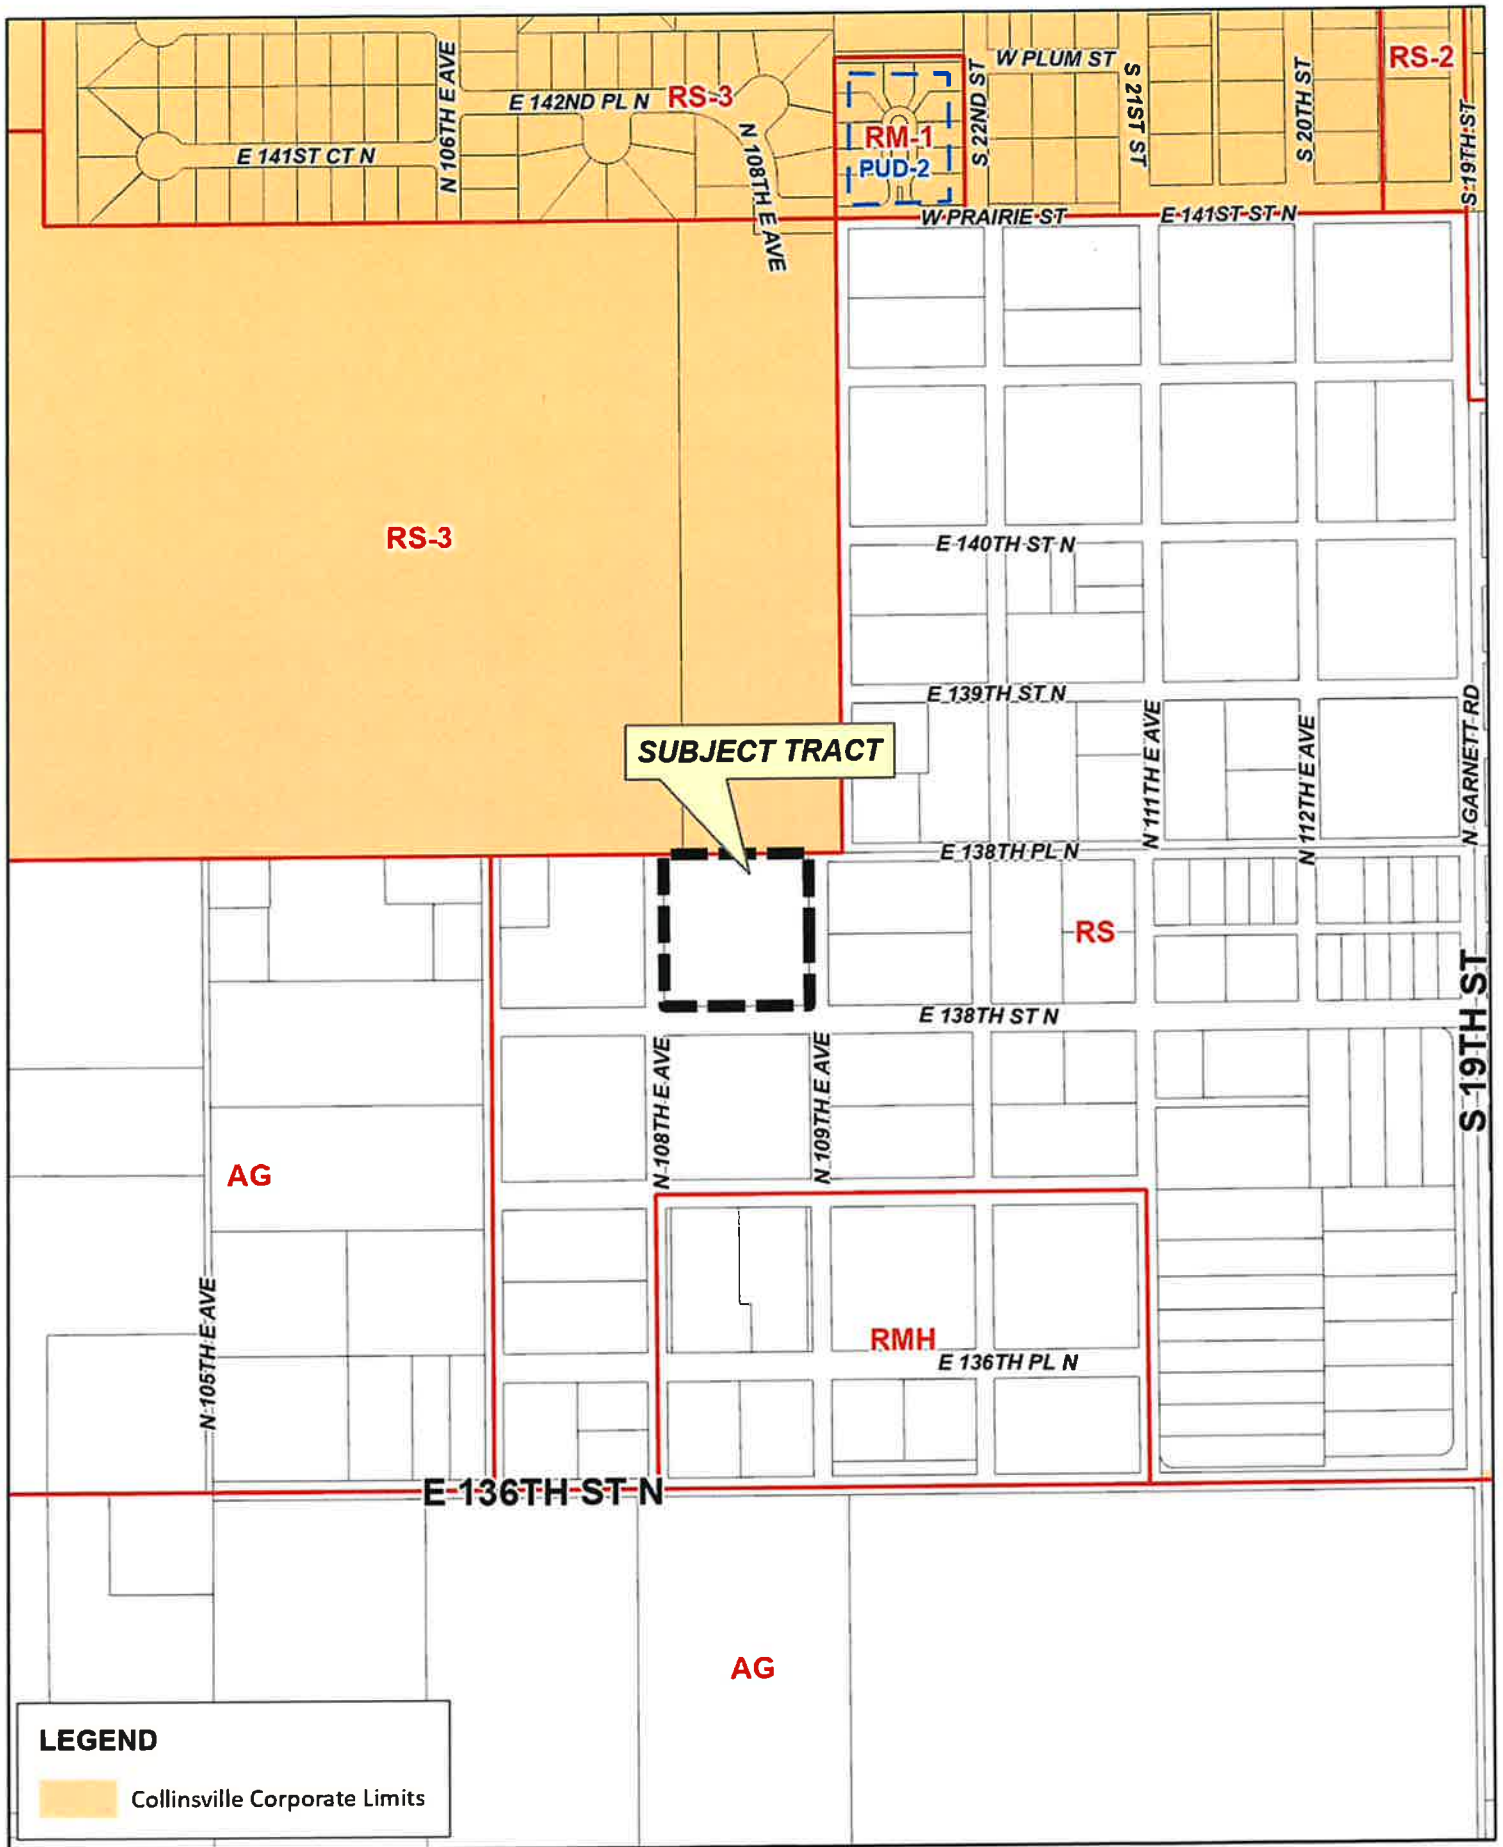 W PLUM ST
RS-2
N 106TH E AVE
E 142ND PL N
RS-3
S 22ND ST
S 21ST ST
S 20TH ST
S 19TH ST
RM-1
PUD-2
E 141ST CT N
N 108TH E AVE
W PRAIRIE ST
E 141ST ST N
RS-3
E 140TH ST N
E 139TH ST N
SUBJECT TRACT
N 111TH E AVE
N 112TH E AVE
N GARNETT RD
E 138TH PL N
RS
E 138TH ST N
S 19TH ST
N 108TH E AVE
N 109TH E AVE
AG
N 105TH E AVE
RMH
E 136TH PL N
E 136TH ST N
AG
LEGEND
Collinsville Corporate Limits